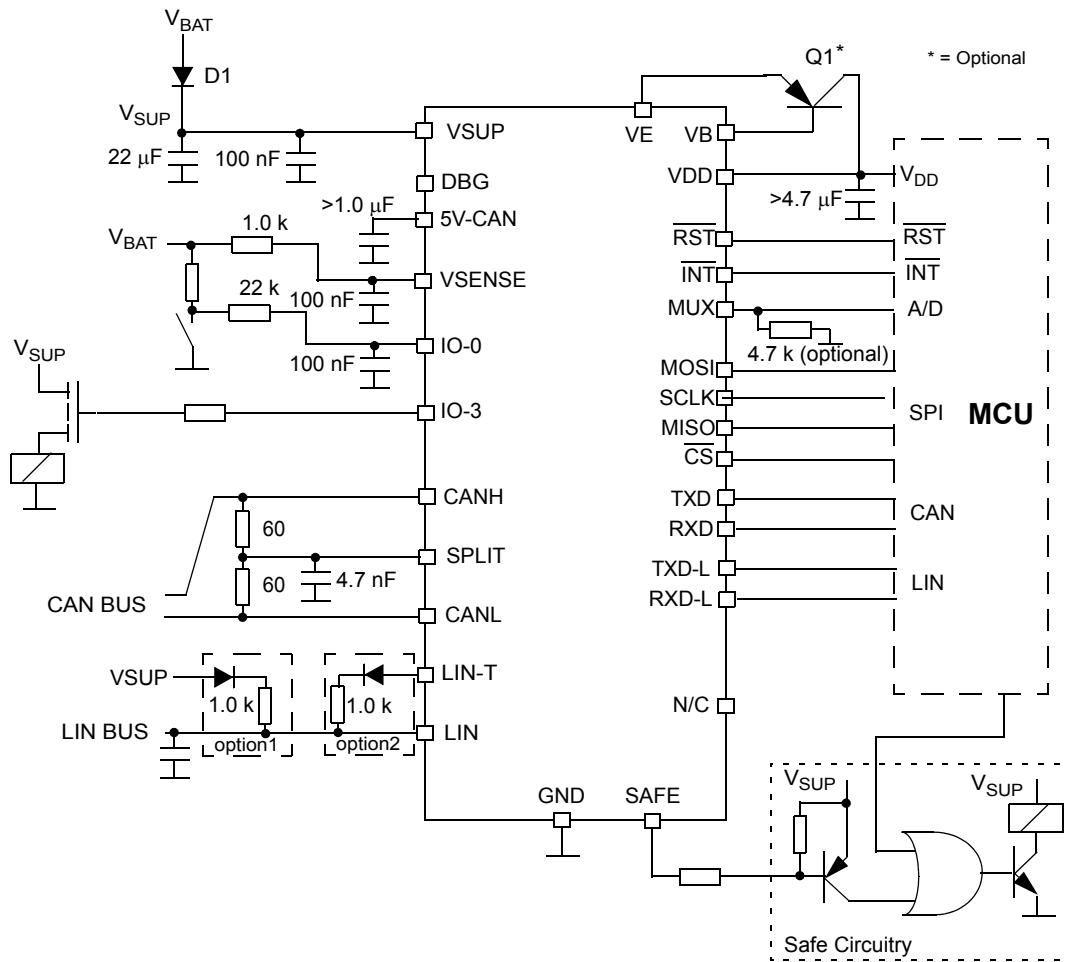 V_BAT
Q1*
* = Optional
D1
V_SUP
22 µF
100 nF
VSUP
VE
VB
DBG
VDD
V_DD
>4.7 µF
>1.0 µF
5V-CAN
V_BAT
1.0 k
RST
RST
VSENSE
INT
INT
22 k
100 nF
MUX
A/D
IO-0
4.7 k (optional)
V_SUP
100 nF
MOSI
IO-3
SCLK
SPI
MCU
MISO
CS
CANH
TXD
CAN
60
RXD
SPLIT
TXD-L
60
4.7 nF
LIN
RXD-L
CAN BUS
CANL
VSUP
LIN-T
1.0 k
1.0 k
N/C
LIN BUS
LIN
option1
option2
GND
SAFE
V_SUP
V_SUP
Safe Circuitry